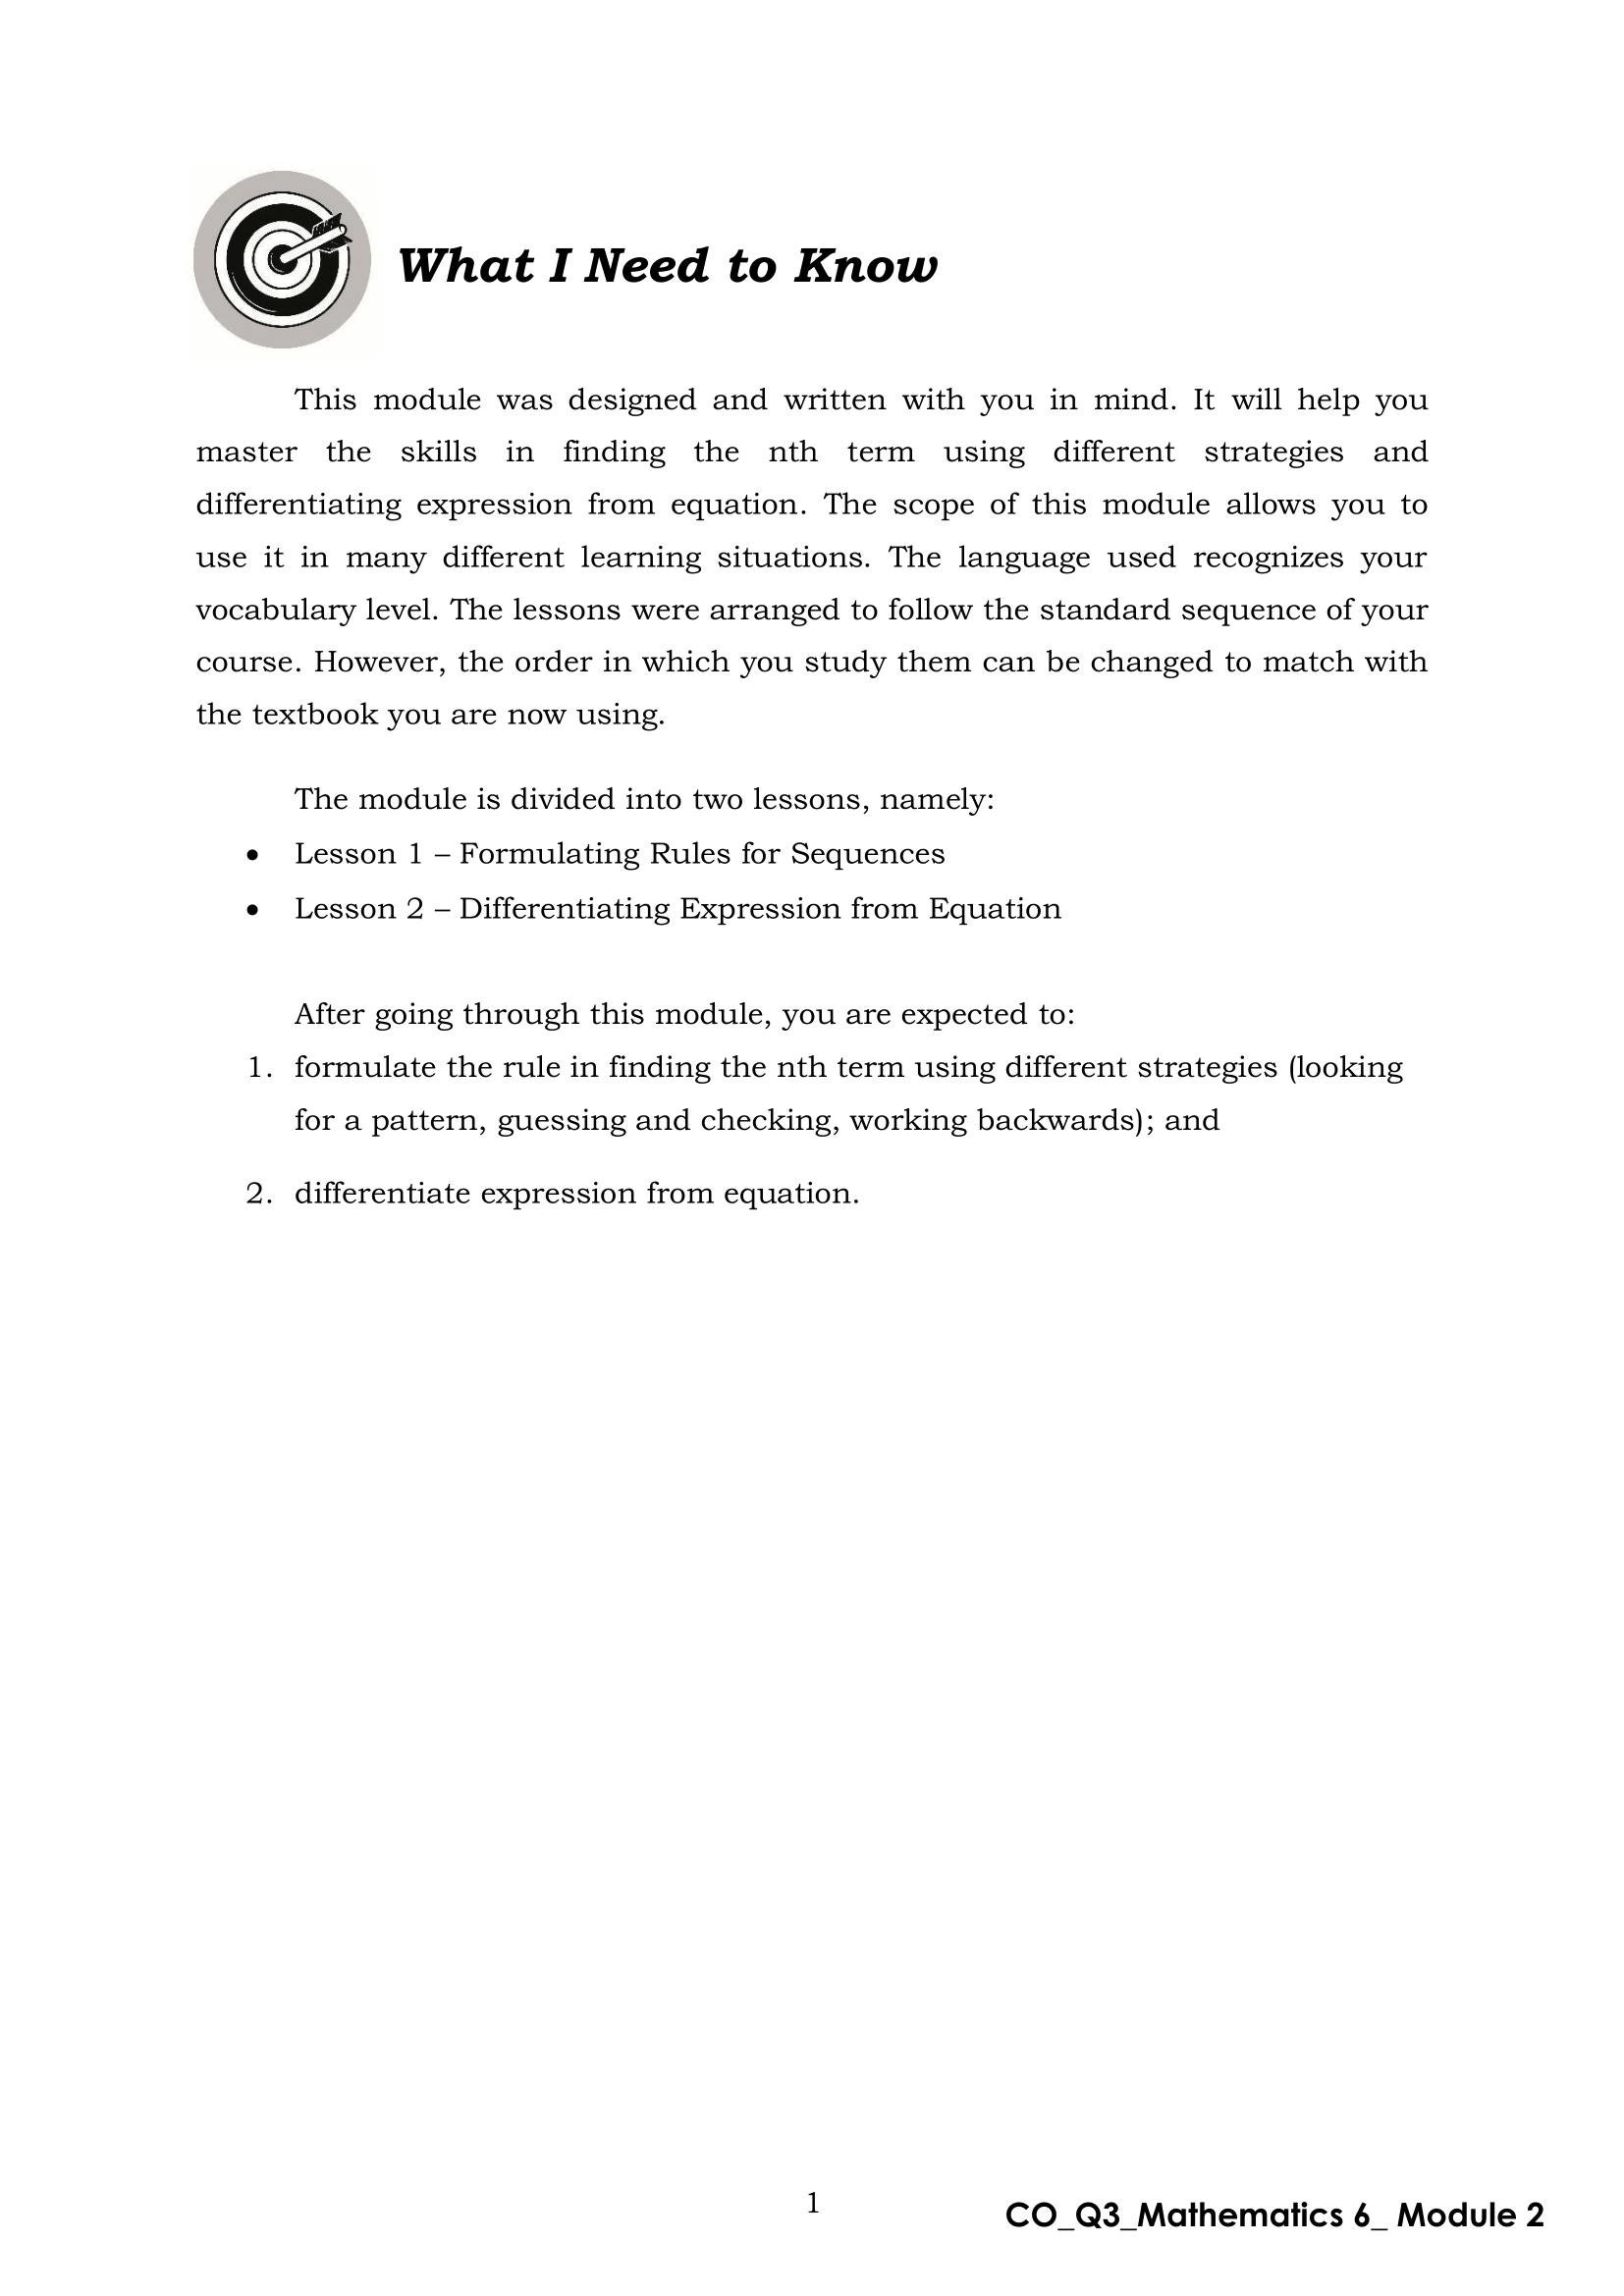 What I Need to Know
This module was designed and written with you in mind. It will help you
master the skills in finding the nth term using different strategies and
differentiating expression from equation. The scope of this module allows you to
use it in many different learning situations. The language used recognizes your
vocabulary level. The lessons were arranged to follow the standard sequence of your
course. However, the order in which you study them can be changed to match with
the textbook you are now using.
The module is divided into two lessons, namely:
• Lesson 1 – Formulating Rules for Sequences
• Lesson 2 – Differentiating Expression from Equation
After going through this module, you are expected to:
1. formulate the rule in finding the nth term using different strategies (looking
for a pattern, guessing and checking, working backwards); and
2. differentiate expression from equation.
1
CO_Q3_Mathematics 6_ Module 2